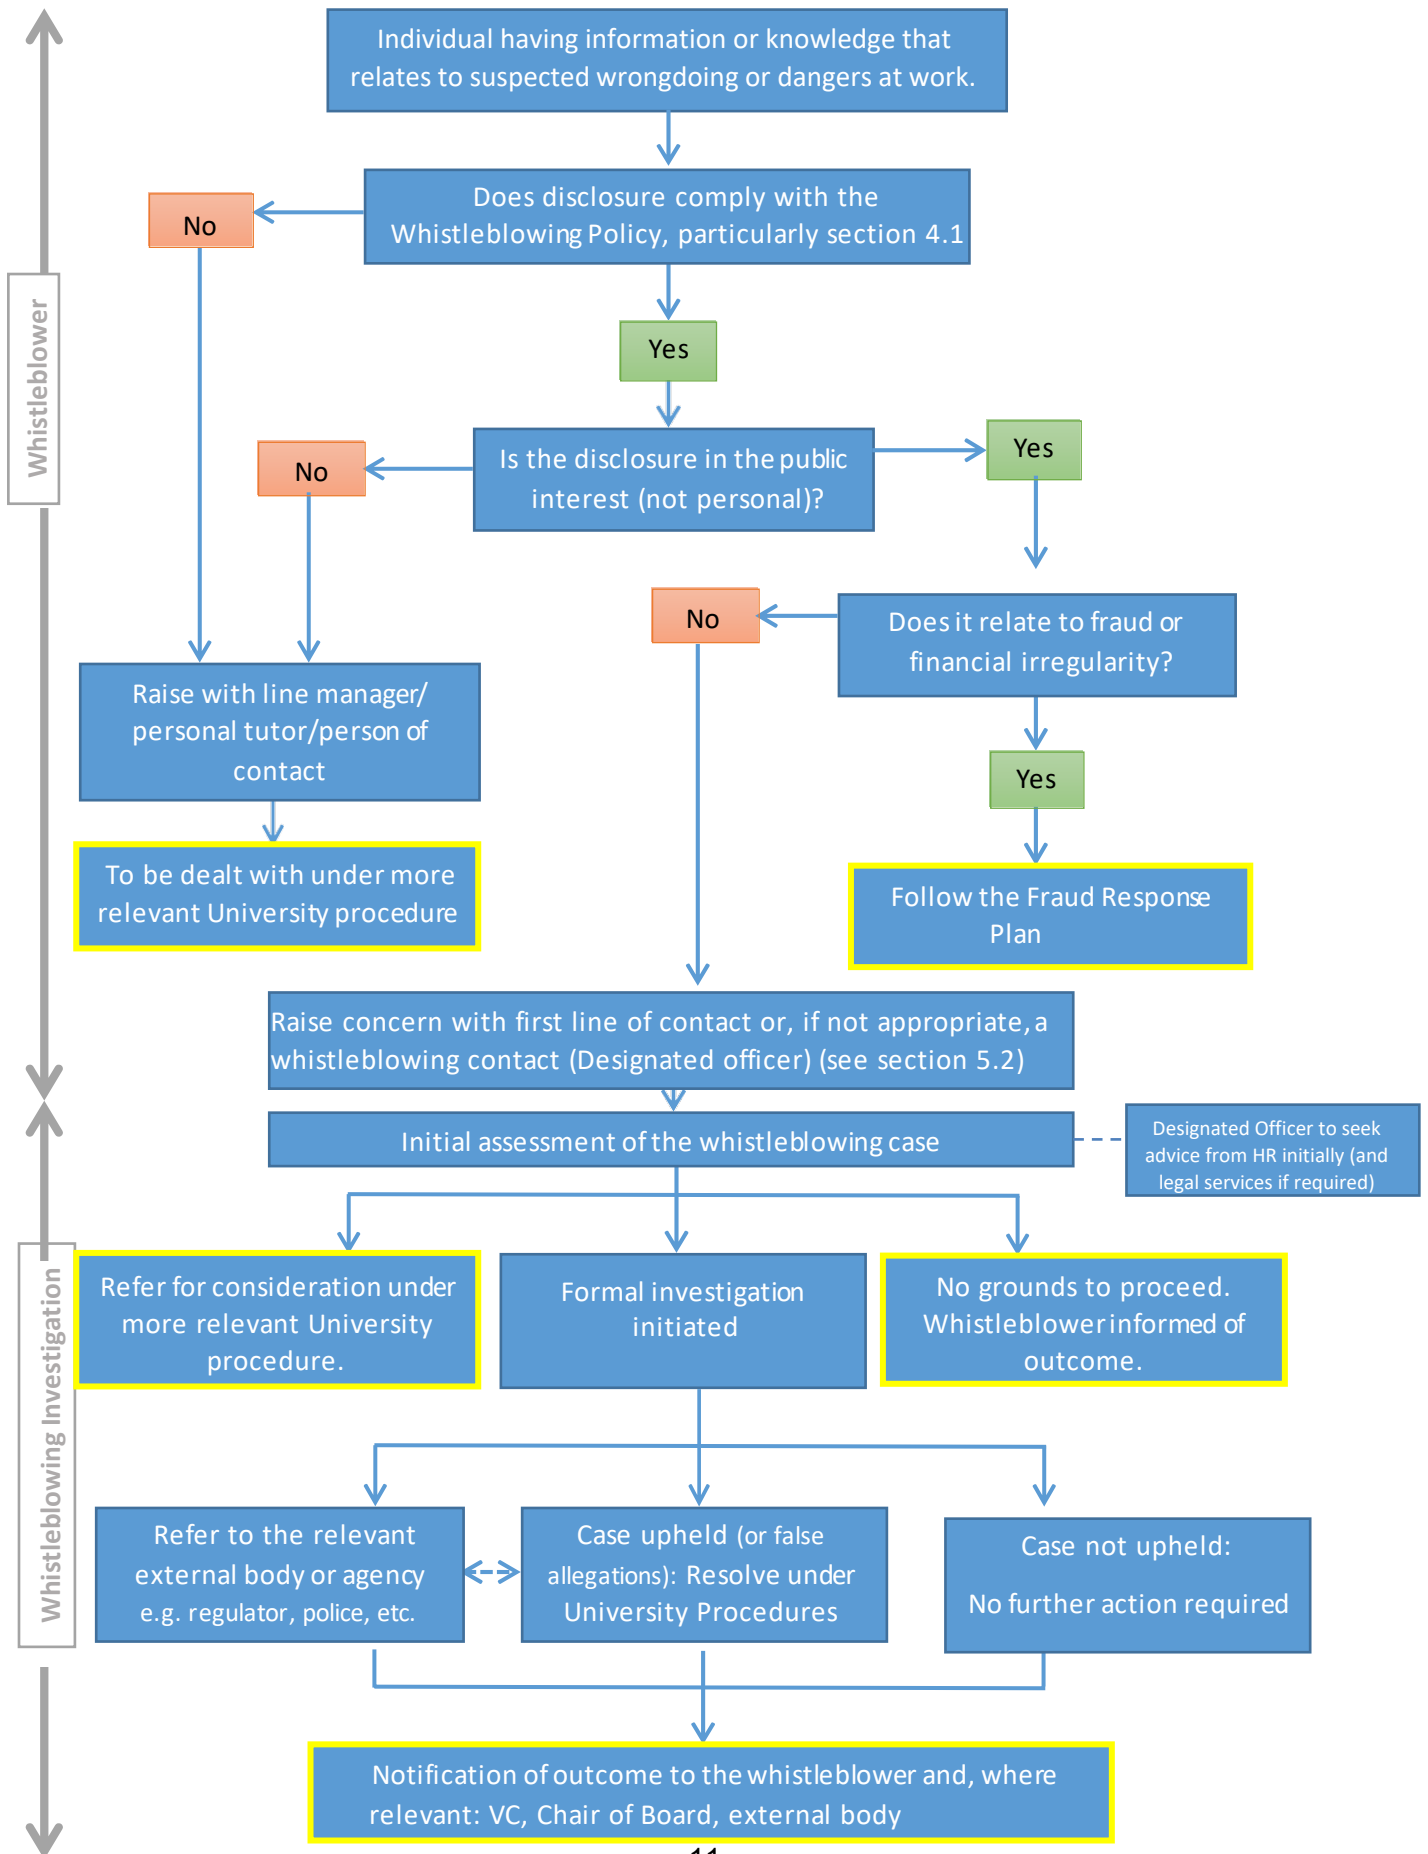 Individual having information or knowledge that
relates to suspected wrongdoing or dangers at work.
Does disclosure comply with the
Whistleblowing Policy, particularly section 4.1
No
Yes
Is the disclosure in the public
interest (not personal)?
No
Yes
Does it relate to fraud or
financial irregularity?
No
Yes
Raise with line manager/
personal tutor/person of
contact
To be dealt with under more
relevant University procedure
Follow the Fraud Response
Plan
Whistleblower
Raise concern with first line of contact or, if not appropriate, a
whistleblowing contact (Designated officer) (see section 5.2)
Initial assessment of the whistleblowing case
Designated Officer to seek
advice from HR initially (and
legal services if required)
Refer for consideration under
more relevant University
procedure.
Formal investigation
initiated
No grounds to proceed.
Whistleblower informed of
outcome.
Whistleblowing Investigation
Refer to the relevant
external body or agency
e.g. regulator, police, etc.
Case upheld (or false
allegations): Resolve under
University Procedures
Case not upheld:
No further action required
Notification of outcome to the whistleblower and, where
relevant: VC, Chair of Board, external body
11